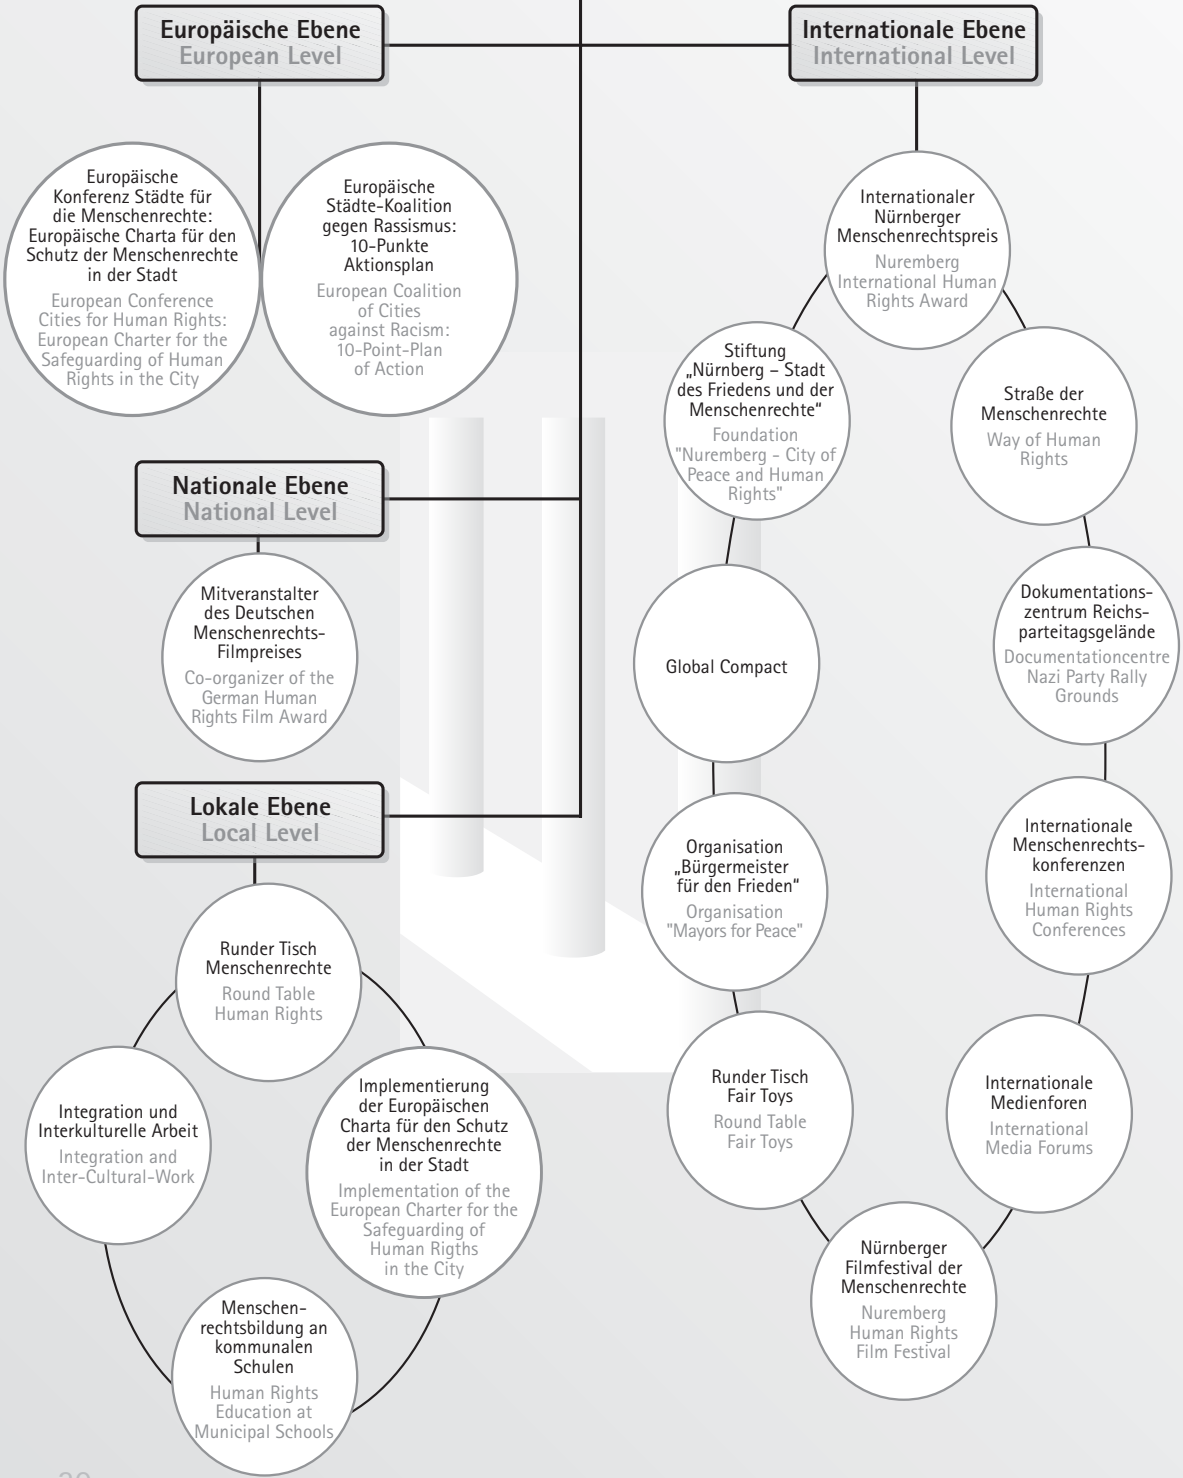 Europäische Ebene
European Level
Europäische
Konferenz Städte für
die Menschenrechte:
Europäische Charta für den
Schutz der Menschenrechte
in der Stadt
European Conference
Cities for Human Rights:
European Charter for the
Safeguarding of Human
Rights in the City
Europäische
Städte-Koalition
gegen Rassismus:
10-Punkte
Aktionsplan
European Coalition
of Cities
against Racism:
10-Point-Plan
of Action
Nationale Ebene
National Level
Mitveranstalter
des Deutschen
Menschenrechts-
Filmpreises
Co-organizer of the
German Human
Rights Film Award
Lokale Ebene
Local Level
Runder Tisch
Menschenrechte
Round Table
Human Rights
Integration und
Interkulturelle Arbeit
Integration and
Inter-Cultural-Work
Implementierung
der Europäischen
Charta für den Schutz
der Menschenrechte
in der Stadt
Implementation of the
European Charter for the
Safeguarding of
Human Rigths
in the City
Menschen-
rechtsbildung an
kommunalen
Schulen
Human Rights
Education at
Municipal Schools
Internationale Ebene
International Level
Internationaler
Nürnberger
Menschenrechtspreis
Nuremberg
International Human
Rights Award
Stiftung
„Nürnberg – Stadt
des Friedens und der
Menschenrechte"
Foundation
"Nuremberg - City of
Peace and Human
Rights"
Straße der
Menschenrechte
Way of Human
Rights
Global Compact
Dokumentations-
zentrum Reichs-
parteitagsgelände
Documentationcentre
Nazi Party Rally
Grounds
Organisation
„Bürgermeister
für den Frieden"
Organisation
"Mayors for Peace"
Internationale
Menschenrechts-
konferenzen
International
Human Rights
Conferences
Runder Tisch
Fair Toys
Round Table
Fair Toys
Internationale
Medienforen
International
Media Forums
Nürnberger
Filmfestival der
Menschenrechte
Nuremberg
Human Rights
Film Festival